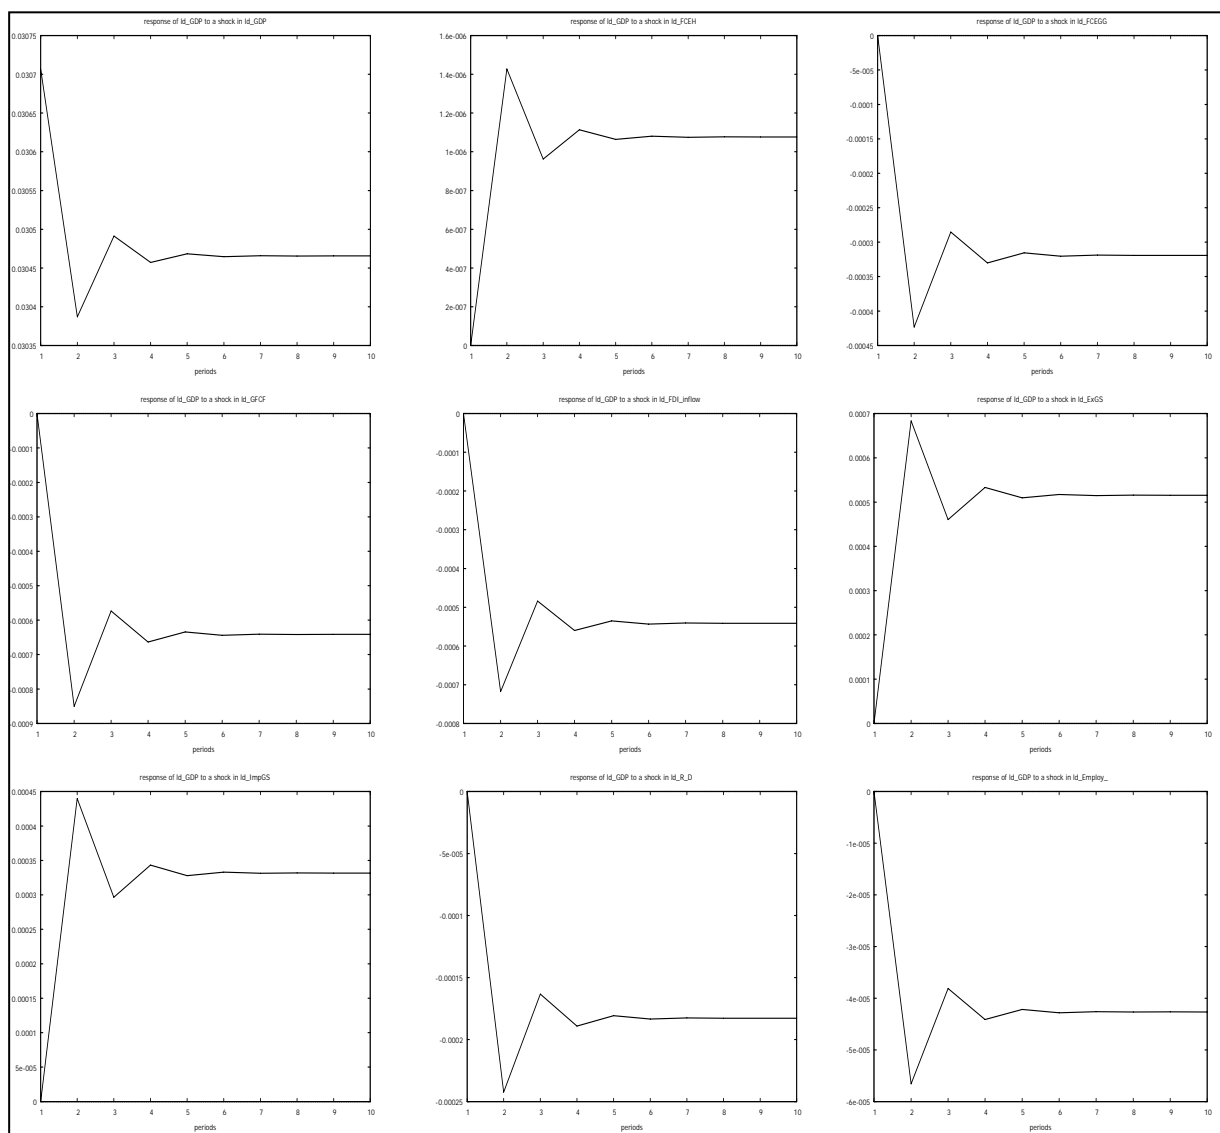 response of ld_GDP to a shock in ld_GDP
0.03075
0.0307
0.03065
0.0306
0.03055
0.0305
0.03045
0.0304
0.03035
1 2 3 4 5 6 7 8 9 10
periods
response of ld_GDP to a shock in ld_FCEH
1.6e-006
1.4e-006
1.2e-006
1e-006
8e-007
6e-007
4e-007
2e-007
0
1 2 3 4 5 6 7 8 9 10
periods
response of ld_GDP to a shock in ld_FCEGG
0
-5e-005
-0.0001
-0.00015
-0.0002
-0.00025
-0.0003
-0.00035
-0.0004
-0.00045
1 2 3 4 5 6 7 8 9 10
periods
response of ld_GDP to a shock in ld_GFCF
0
-0.0001
-0.0002
-0.0003
-0.0004
-0.0005
-0.0006
-0.0007
-0.0008
-0.0009
1 2 3 4 5 6 7 8 9 10
periods
response of ld_GDP to a shock in ld_FDI_inflow
0
-0.0001
-0.0002
-0.0003
-0.0004
-0.0005
-0.0006
-0.0007
-0.0008
1 2 3 4 5 6 7 8 9 10
periods
response of ld_GDP to a shock in ld_ExGS
0.0007
0.0006
0.0005
0.0004
0.0003
0.0002
0.0001
0
1 2 3 4 5 6 7 8 9 10
periods
response of ld_GDP to a shock in ld_ImpGS
0.00045
0.0004
0.00035
0.0003
0.00025
0.0002
0.00015
0.0001
5e-005
0
1 2 3 4 5 6 7 8 9 10
periods
response of ld_GDP to a shock in ld_R_D
0
-5e-005
-0.0001
-0.00015
-0.0002
-0.00025
1 2 3 4 5 6 7 8 9 10
periods
response of ld_GDP to a shock in ld_Employ_
0
-1e-005
-2e-005
-3e-005
-4e-005
-5e-005
-6e-005
1 2 3 4 5 6 7 8 9 10
periods